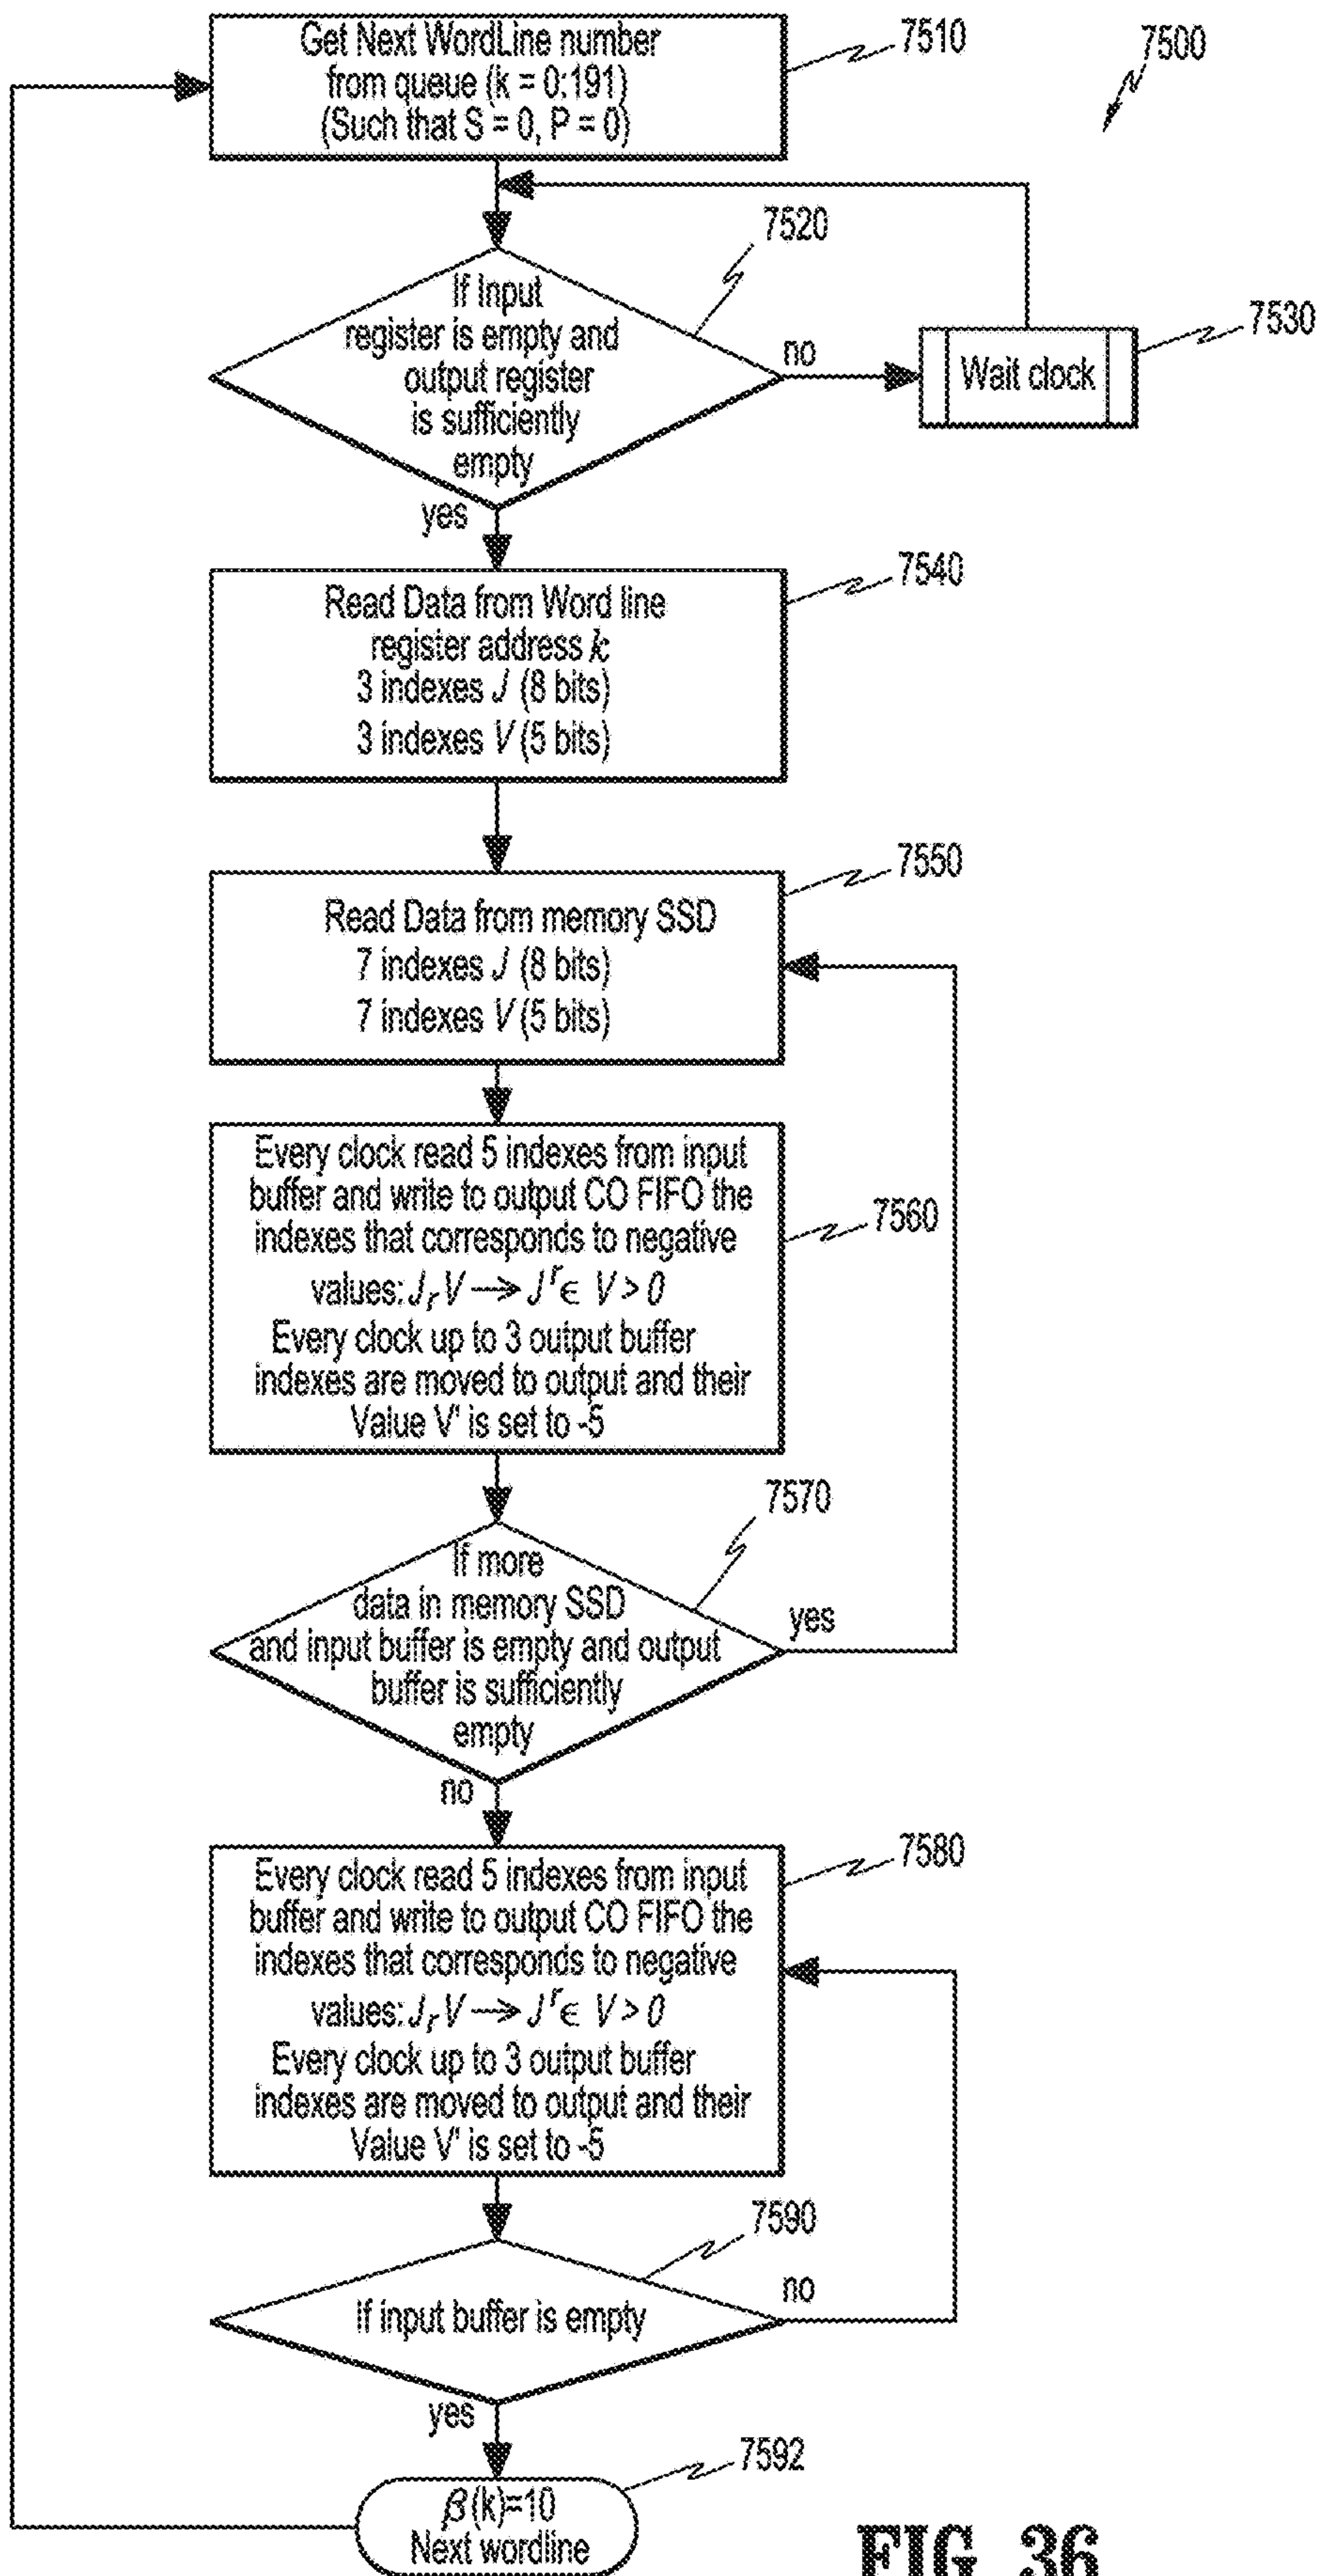 Get Next WordLine number
from queue (k = 0:191)
(Such that S = 0, P = 0)
7510
7500
7520
If Input
register is empty and
output register
is sufficiently
empty
no
Wait clock
7530
yes
Read Data from Word line
register address k
3 indexes J (8 bits)
3 indexes V (5 bits)
7540
Read Data from memory SSD
7 indexes J (8 bits)
7 indexes V (5 bits)
7550
Every clock read 5 indexes from input
buffer and write to output CO FIFO the
indexes that corresponds to negative
values: J, V → J' ϵ V > 0
Every clock up to 3 output buffer
indexes are moved to output and their
Value V' is set to -5
7560
7570
If more
data in memory SSD
and input buffer is empty and output
buffer is sufficiently
empty
yes
no
Every clock read 5 indexes from input
buffer and write to output CO FIFO the
indexes that corresponds to negative
values: J, V → J' ϵ V > 0
Every clock up to 3 output buffer
indexes are moved to output and their
Value V' is set to -5
7580
7590
If input buffer is empty
no
yes
β(k)=10
Next wordline
7592
FIG. 36